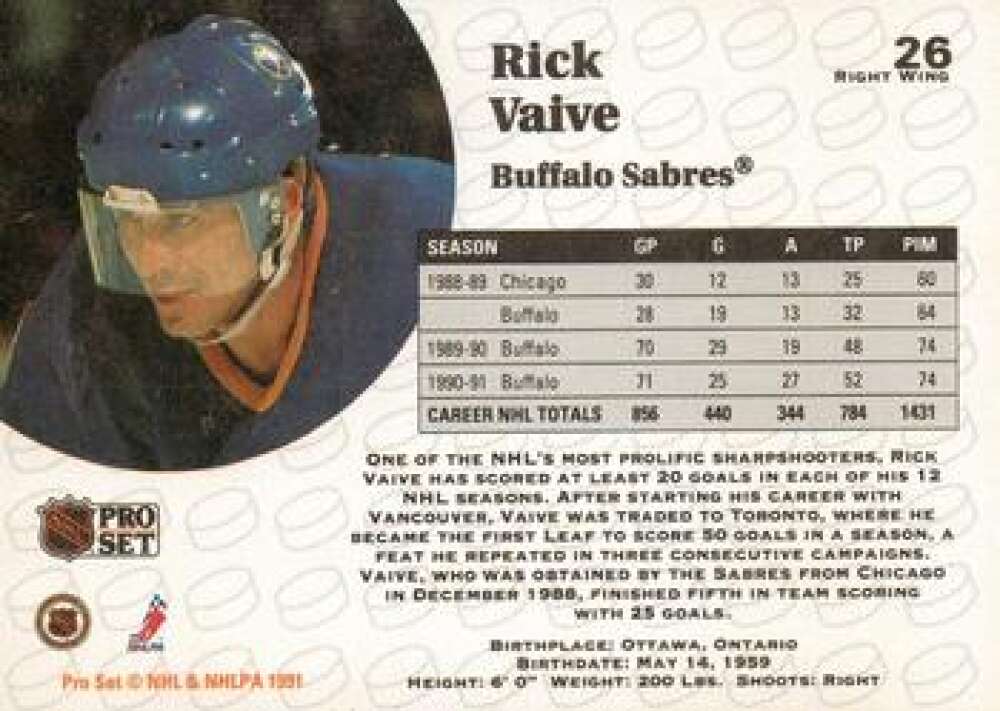 Rick
Vaive
Buffalo Sabres®
26
RIGHT WING
SEASON GP G A TP PIM
1988-89 Chicago 30 12 13 25 60
Buffalo 28 19 13 32 64
1989-90 Buffalo 70 29 19 48 74
1990-91 Buffalo 71 25 27 52 74
CAREER NHL TOTALS 856 440 344 784 1431
ONE OF THE NHL'S MOST PROLIFIC SHARPSHOOTERS, RICK
VAIVE HAS SCORED AT LEAST 20 GOALS IN EACH OF HIS 12
NHL SEASONS. AFTER STARTING HIS CAREER WITH
VANCOUVER, VAIVE WAS TRADED TO TORONTO, WHERE HE
BECAME THE FIRST LEAF TO SCORE 50 GOALS IN A SEASON, A
FEAT HE REPEATED IN THREE CONSECUTIVE CAMPAIGNS.
VAIVE, WHO WAS OBTAINED BY THE SABRES FROM CHICAGO
IN DECEMBER 1988, FINISHED FIFTH IN TEAM SCORING
WITH 25 GOALS.
PRO
SET
BIRTHPLACE: OTTAWA, ONTARIO
BIRTHDATE: MAY 14, 1959
HEIGHT: 6' 0" WEIGHT: 200 LBS. SHOOTS: RIGHT
Pro Set © NHL & NHLPA 1991